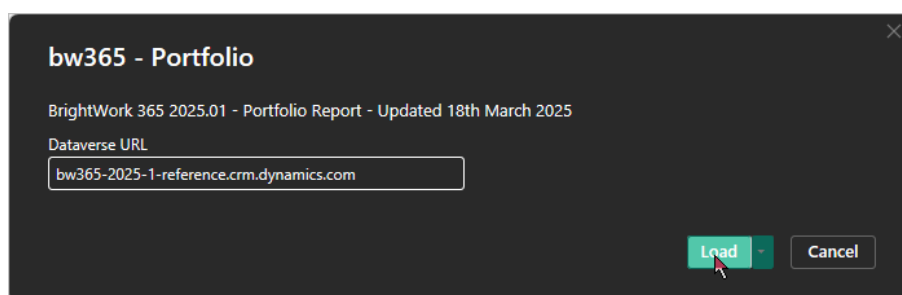 bw365 - Portfolio
BrightWork 365 2025.01 - Portfolio Report - Updated 18th March 2025
Dataverse URL
bw365-2025-1-reference.crm.dynamics.com
Load
Cancel